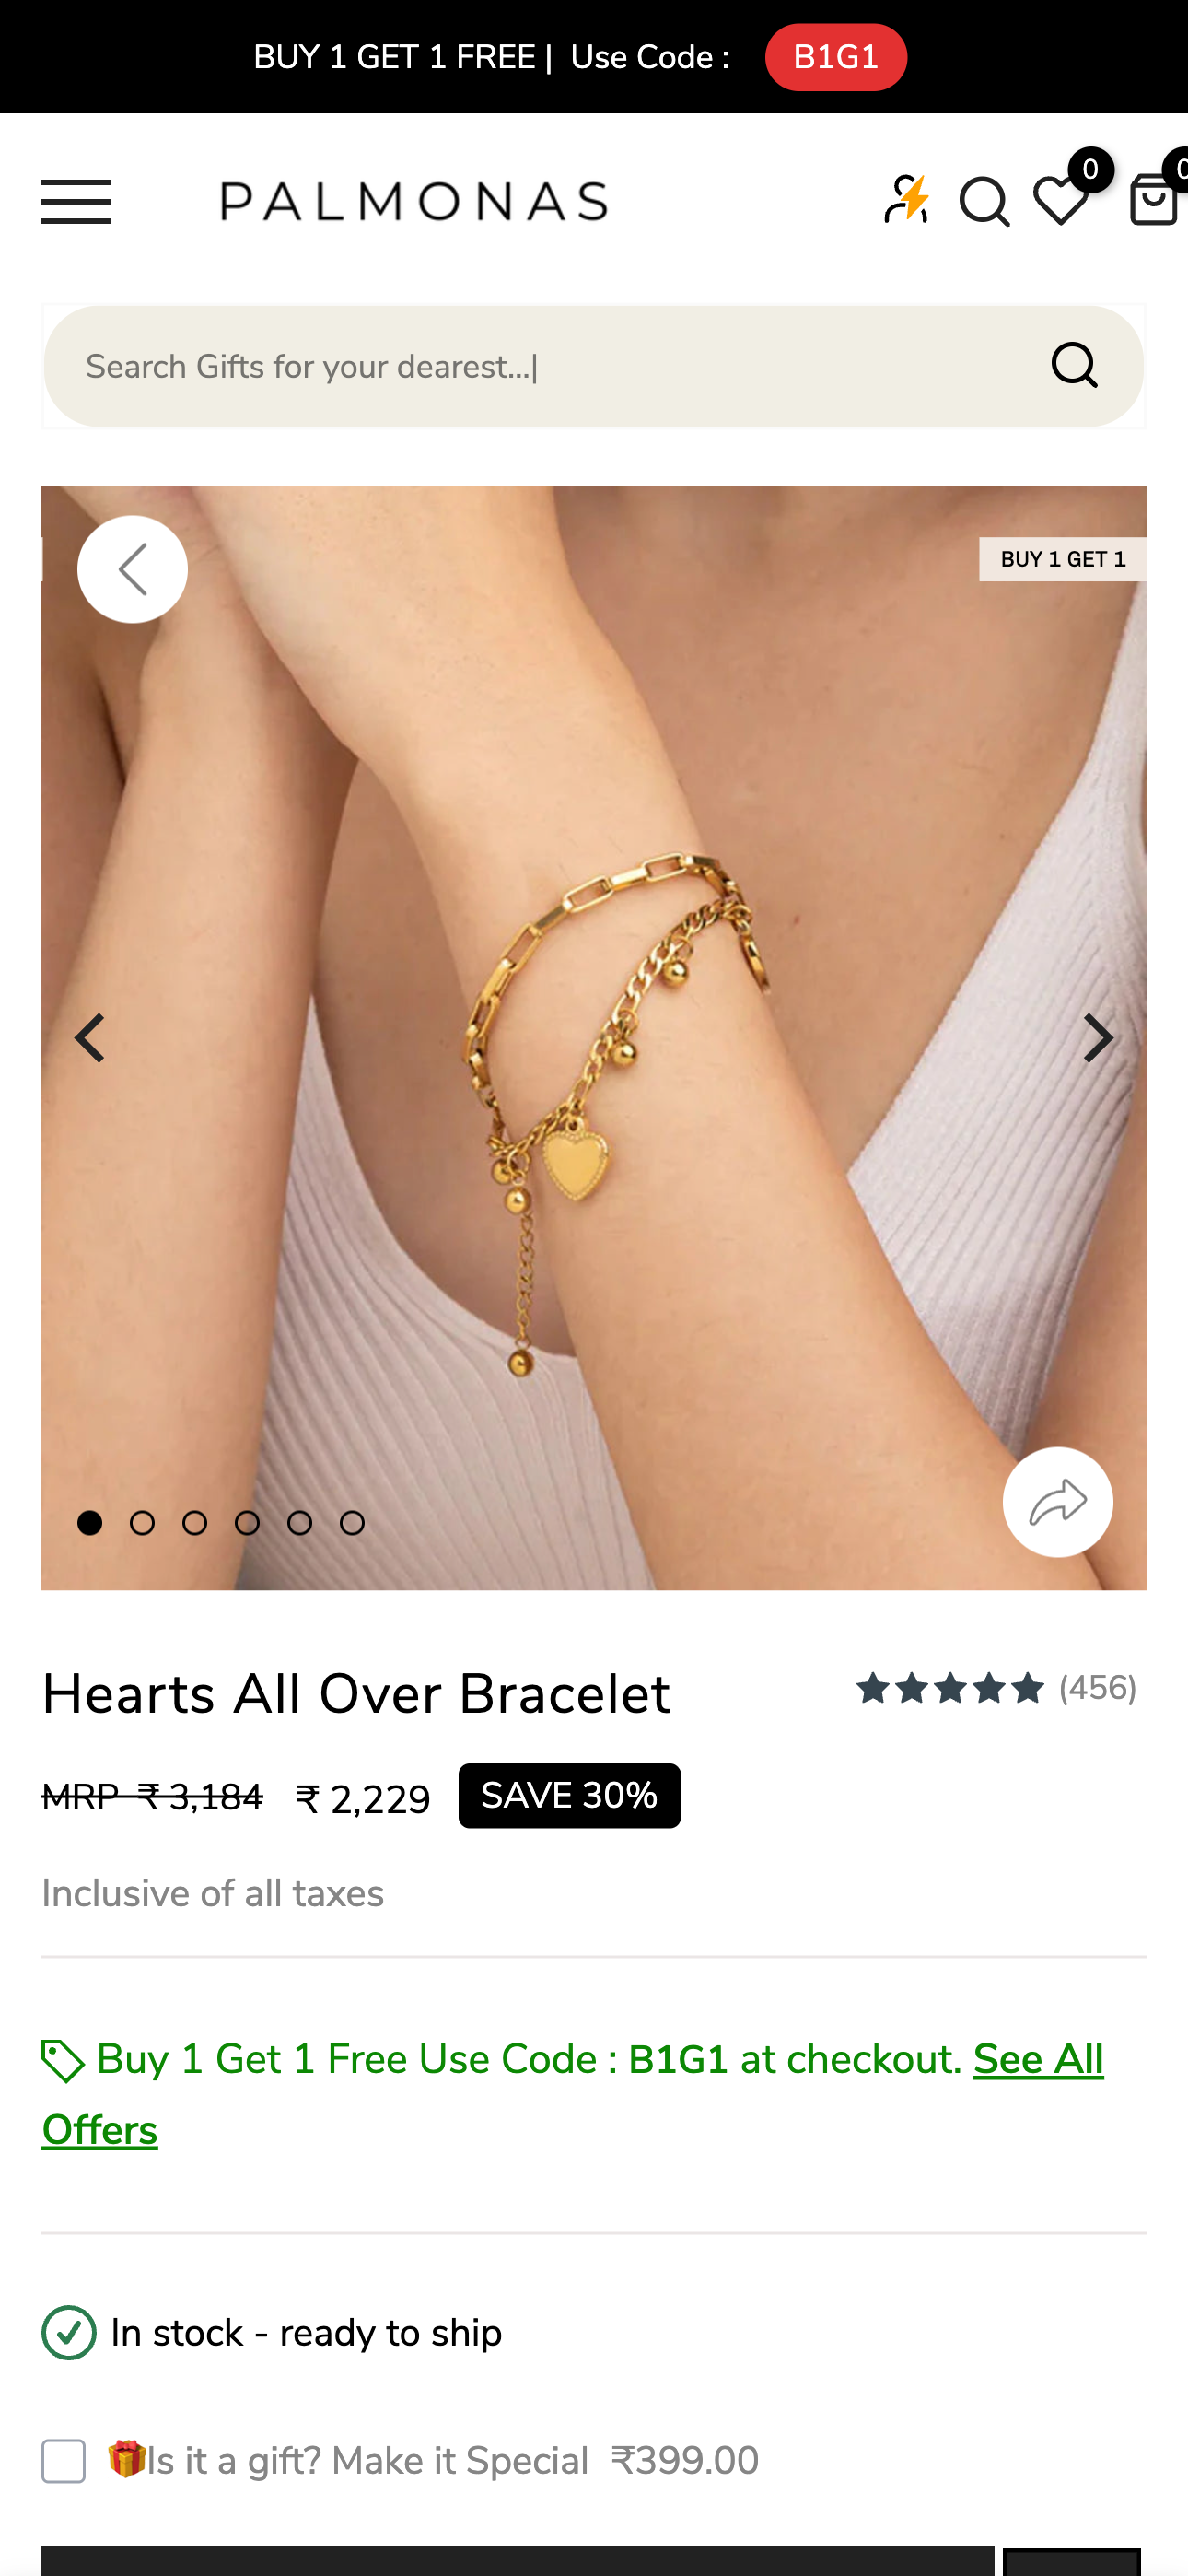 BUY 1 GET 1 FREE | Use Code : B1G1
PALMONAS
0
0
Search Gifts for your dearest...|
BUY 1 GET 1
Hearts All Over Bracelet
(456)
MRP ₹ 3,184 ₹ 2,229 SAVE 30%
Inclusive of all taxes
Buy 1 Get 1 Free Use Code : B1G1 at checkout. See All
Offers
In stock - ready to ship
Is it a gift? Make it Special ₹399.00